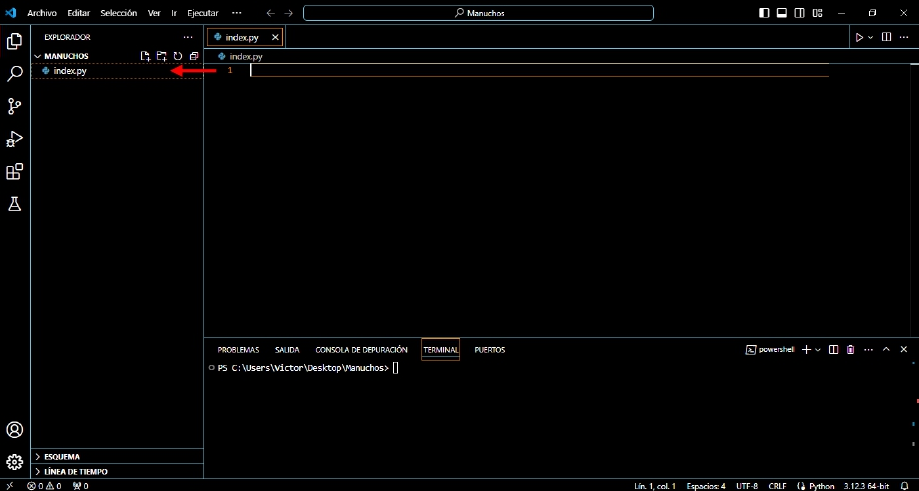 Archivo Editar Selección Ver Ir Ejecutar ··· Manuchos
EXPLORADOR ···
MANUCHOS
index.py
ESQUEMA
LÍNEA DE TIEMPO
index.py
index.py
1
PROBLEMAS SALIDA CONSOLA DE DEPURACIÓN TERMINAL PUERTOS powershell
PS C:\Users\Victor\Desktop\Manuchos>
0 0 0 Lín. 1, col. 1 Espacios: 4 UTF-8 CRLF Python 3.12.3 64-bit